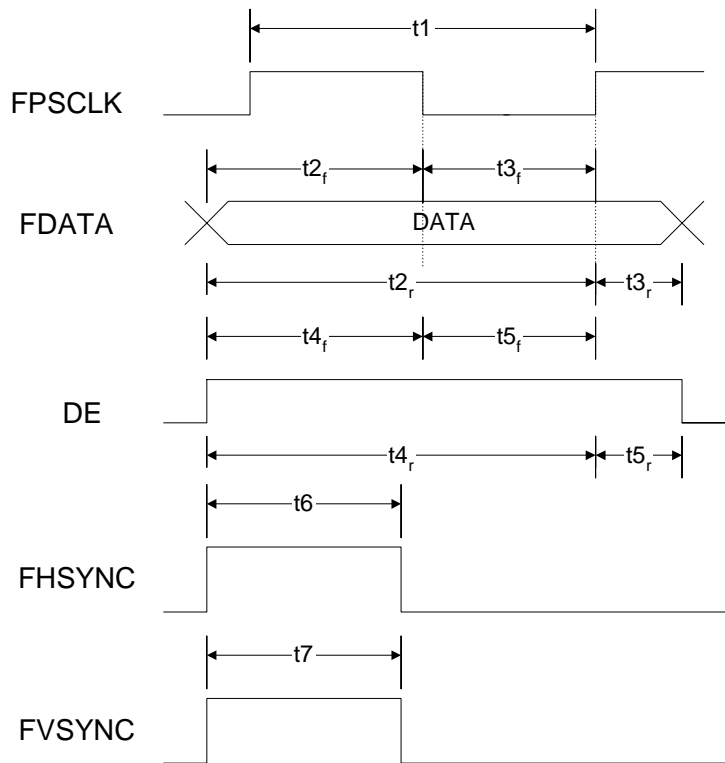 t1
FPSCLK
t2f t3f
FDATA DATA
t2r t3r
t4f t5f
DE
t4r t5r
t6
FHSYNC
t7
FVSYNC